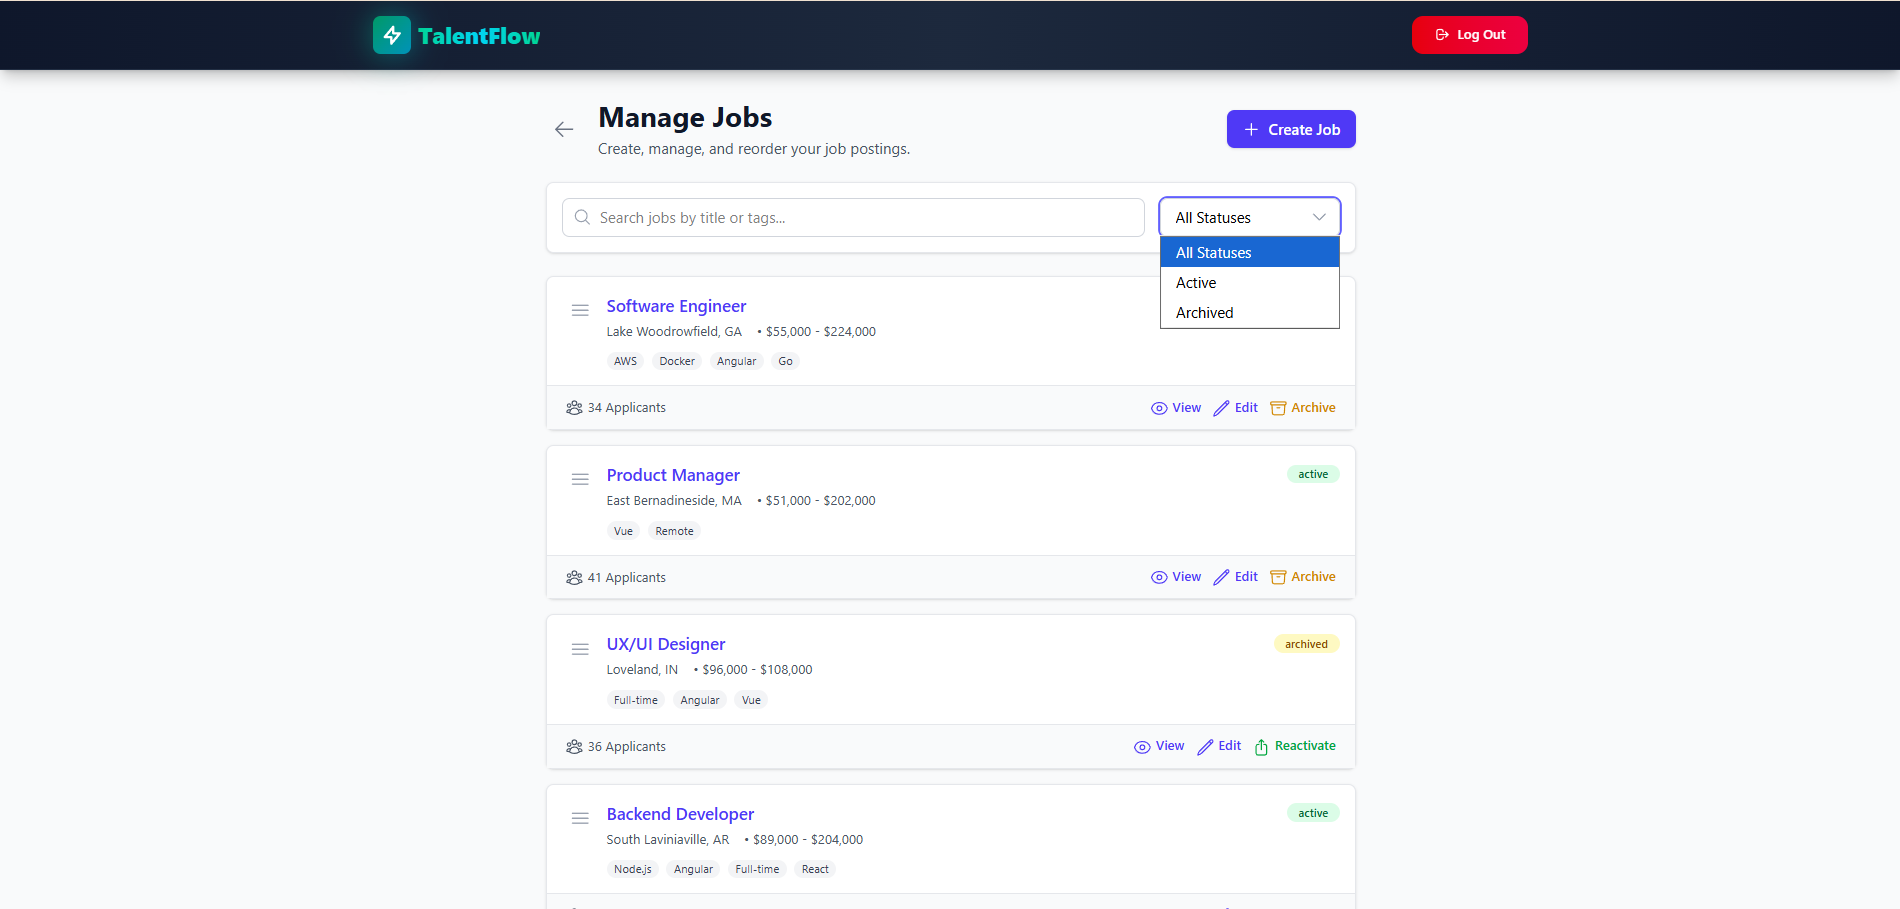 TalentFlow
Log Out
Manage Jobs
Create, manage, and reorder your job postings.
Create Job
Search jobs by title or tags...
All Statuses
All Statuses
Active
Archived
Software Engineer
Lake Woodrowfield, GA • $55,000 - $224,000
AWS Docker Angular Go
34 Applicants View Edit Archive
Product Manager active
East Bernadineside, MA • $51,000 - $202,000
Vue Remote
41 Applicants View Edit Archive
UX/UI Designer archived
Loveland, IN • $96,000 - $108,000
Full-time Angular Vue
36 Applicants View Edit Reactivate
Backend Developer active
South Laviniaville, AR • $89,000 - $204,000
Node.js Angular Full-time React